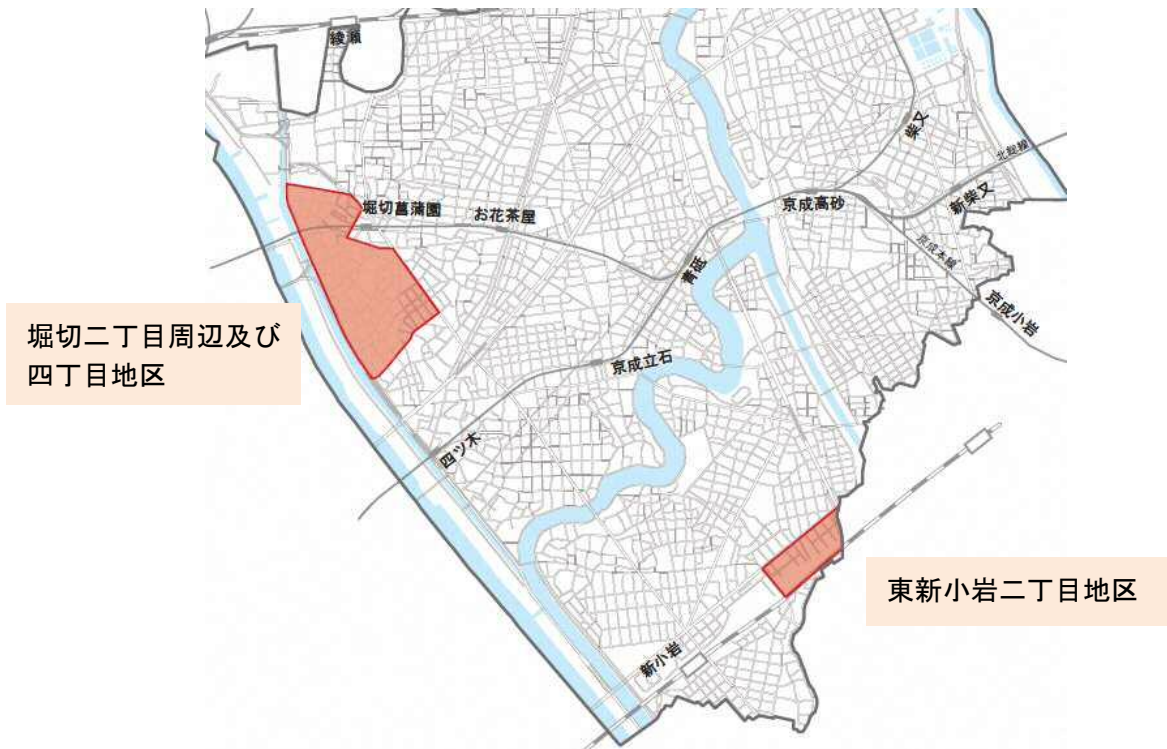 綾瀬
柴又
北総線
新柴又
堀切菖蒲園
お花茶屋
京成高砂
京成本線
青砥
京成小岩
堀切二丁目周辺及び
四丁目地区
京成立石
四ツ木
東新小岩二丁目地区
新小岩